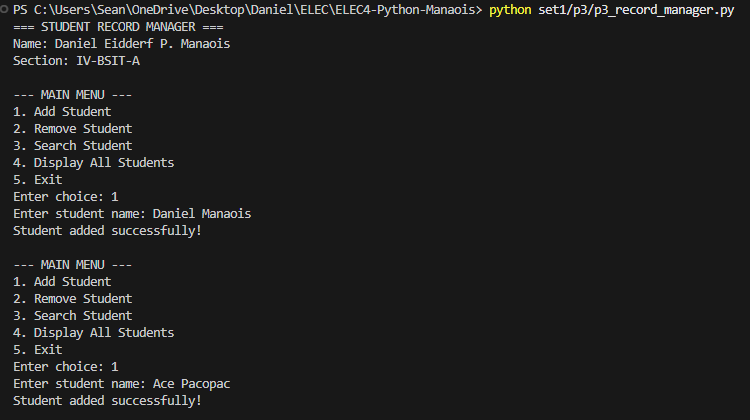 PS C:\Users\Sean\OneDrive\Desktop\Daniel\ELEC\ELEC4-Python-Manaois> python set1/p3/p3_record_manager.py
=== STUDENT RECORD MANAGER ===
Name: Daniel Eidderf P. Manaois
Section: IV-BSIT-A

--- MAIN MENU ---
1. Add Student
2. Remove Student
3. Search Student
4. Display All Students
5. Exit
Enter choice: 1
Enter student name: Daniel Manaois
Student added successfully!

--- MAIN MENU ---
1. Add Student
2. Remove Student
3. Search Student
4. Display All Students
5. Exit
Enter choice: 1
Enter student name: Ace Pacopac
Student added successfully!